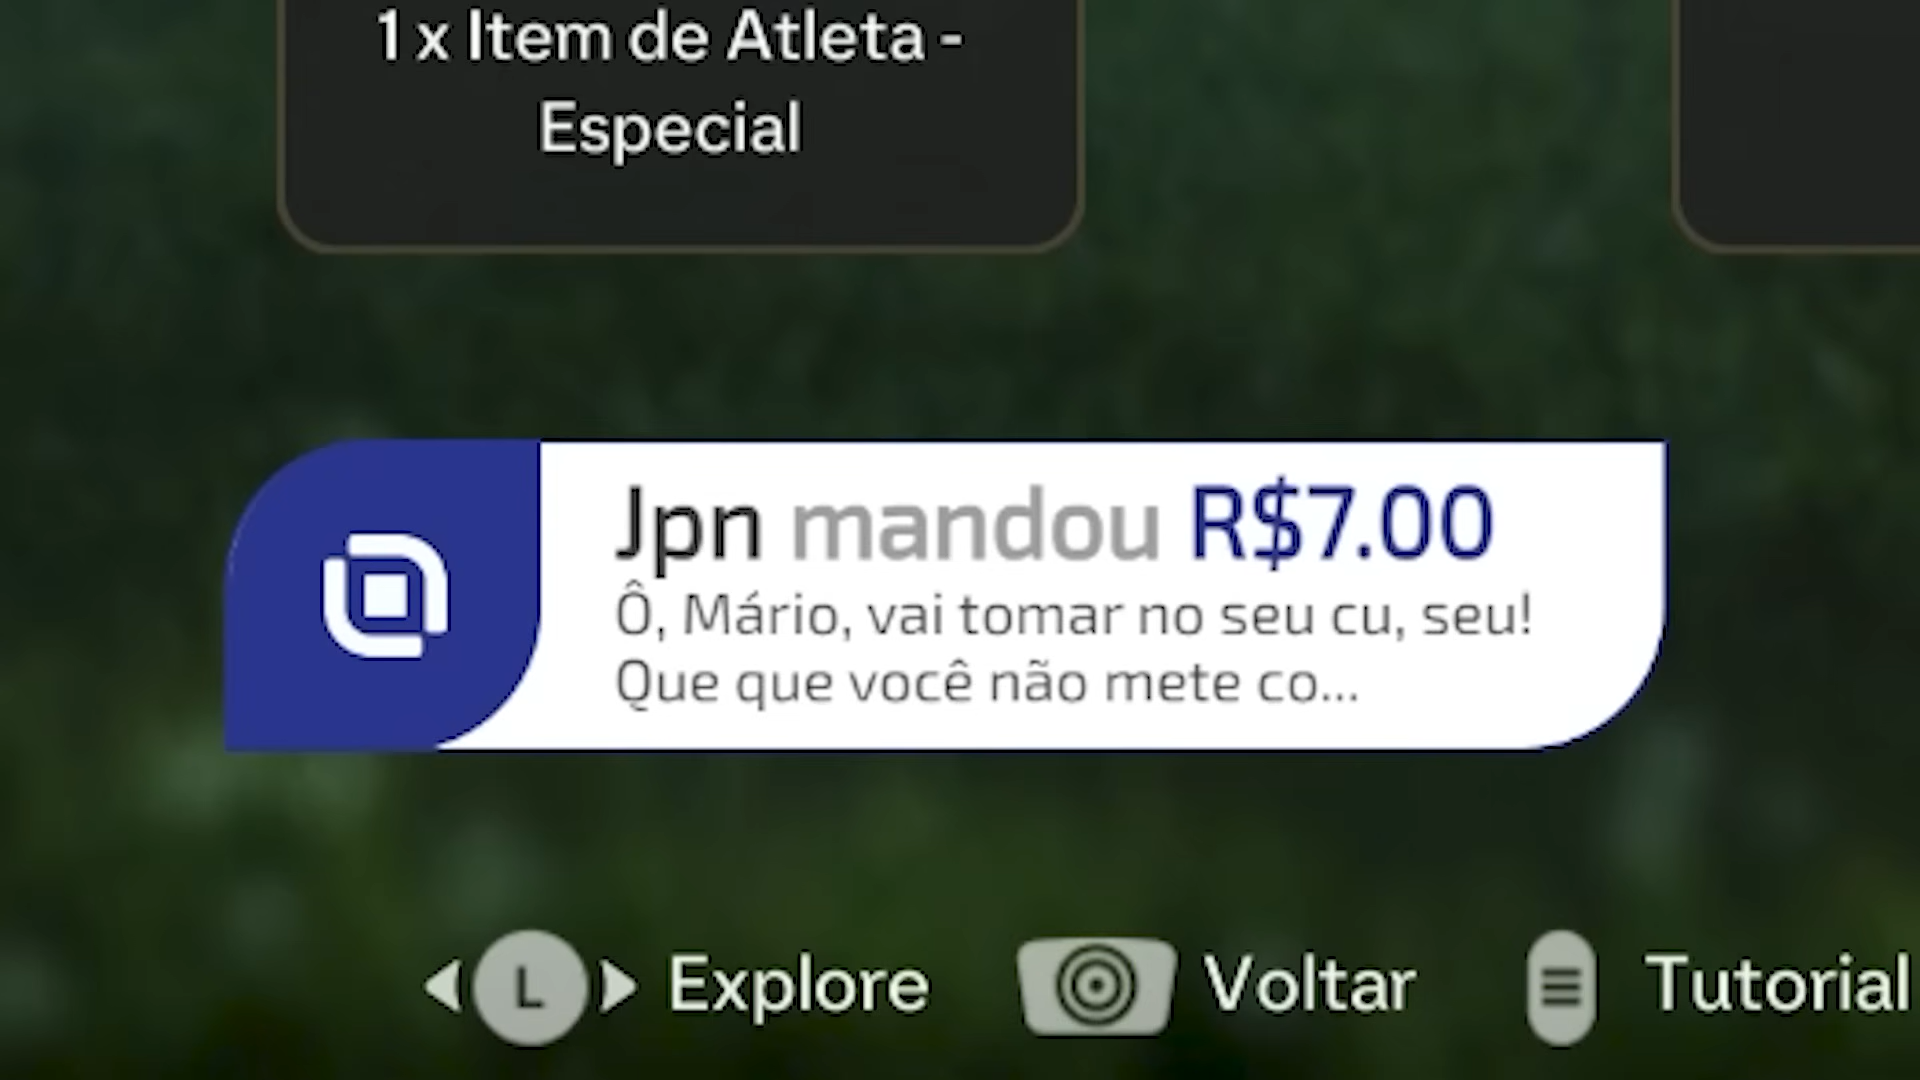 1 x Item de Atleta -
Especial
Jpn mandou R$7.00
Ô, Mário, vai tomar no seu cu, seu!
Que que você não mete co...
L Explore Voltar Tutorial